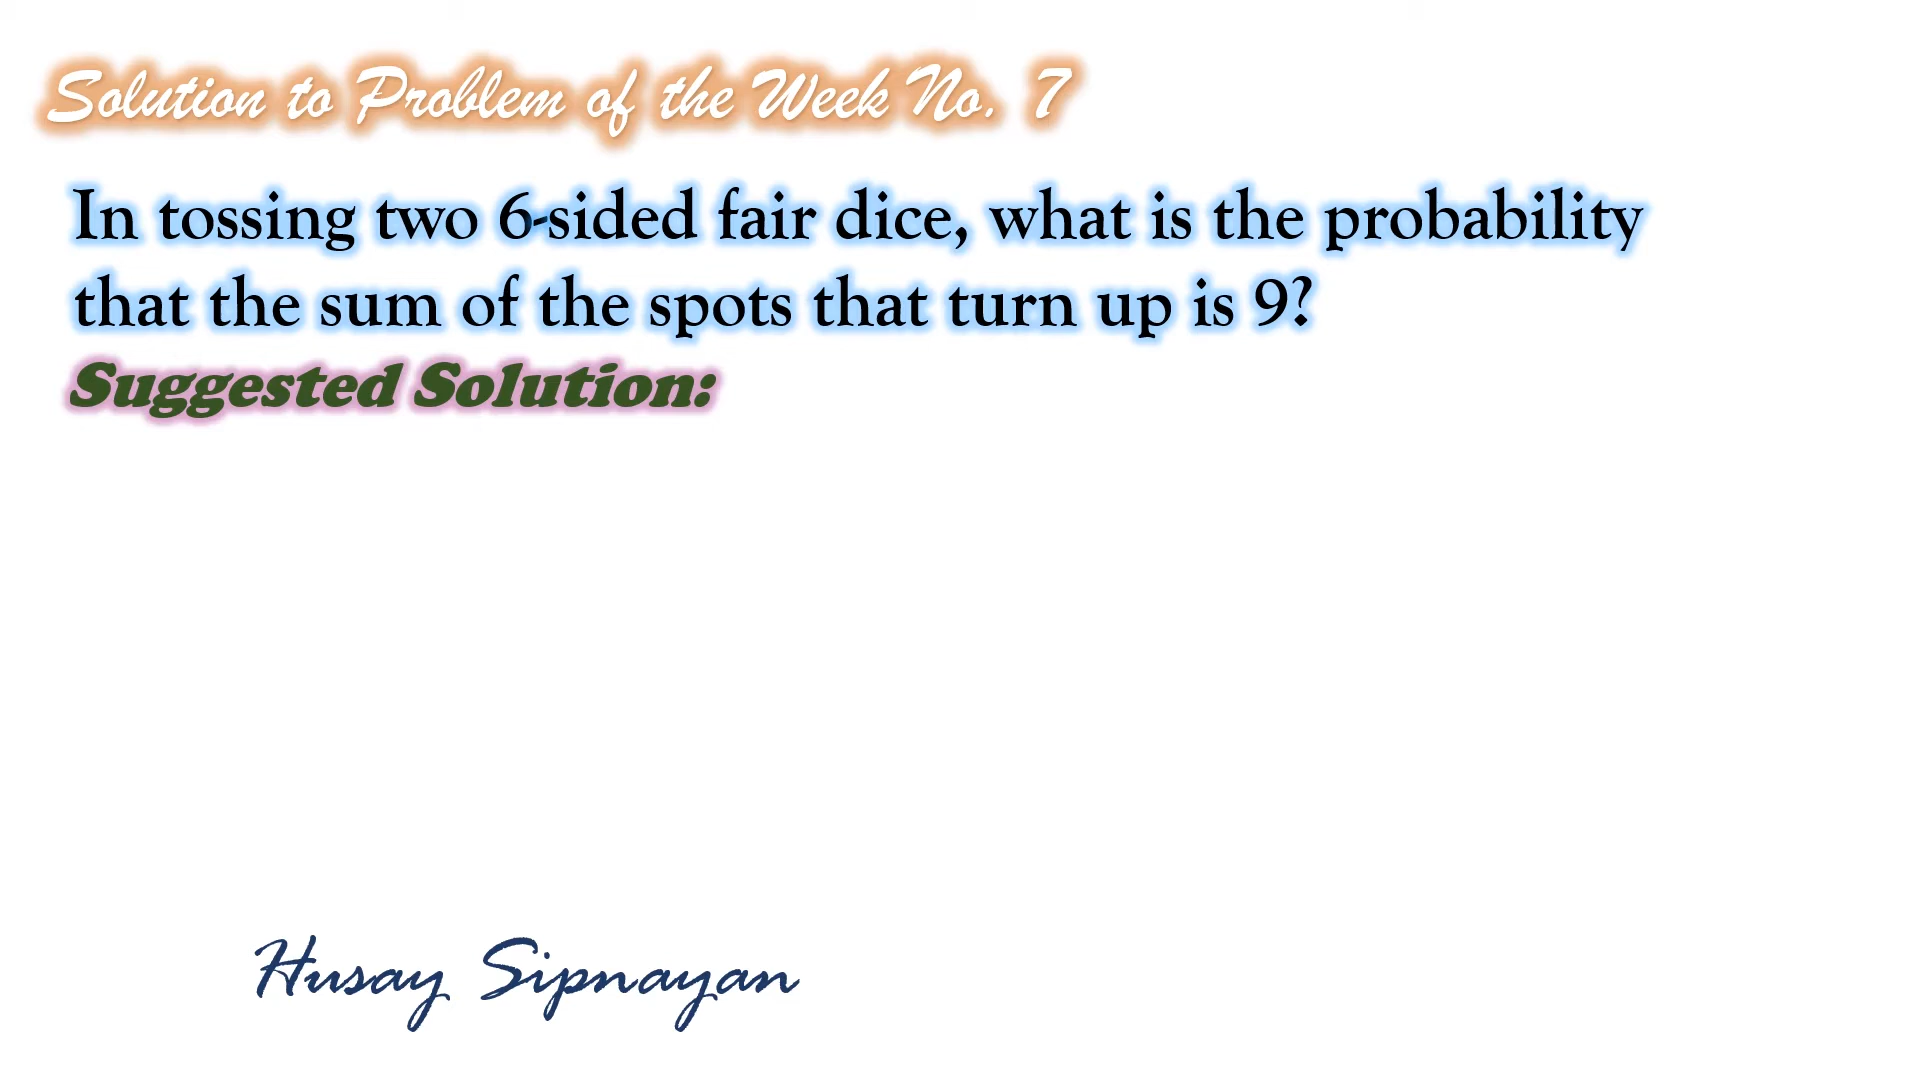 Solution to Problem of the Week No. 7
In tossing two 6-sided fair dice, what is the probability
that the sum of the spots that turn up is 9?
Suggested Solution:
Husay Sipnayan